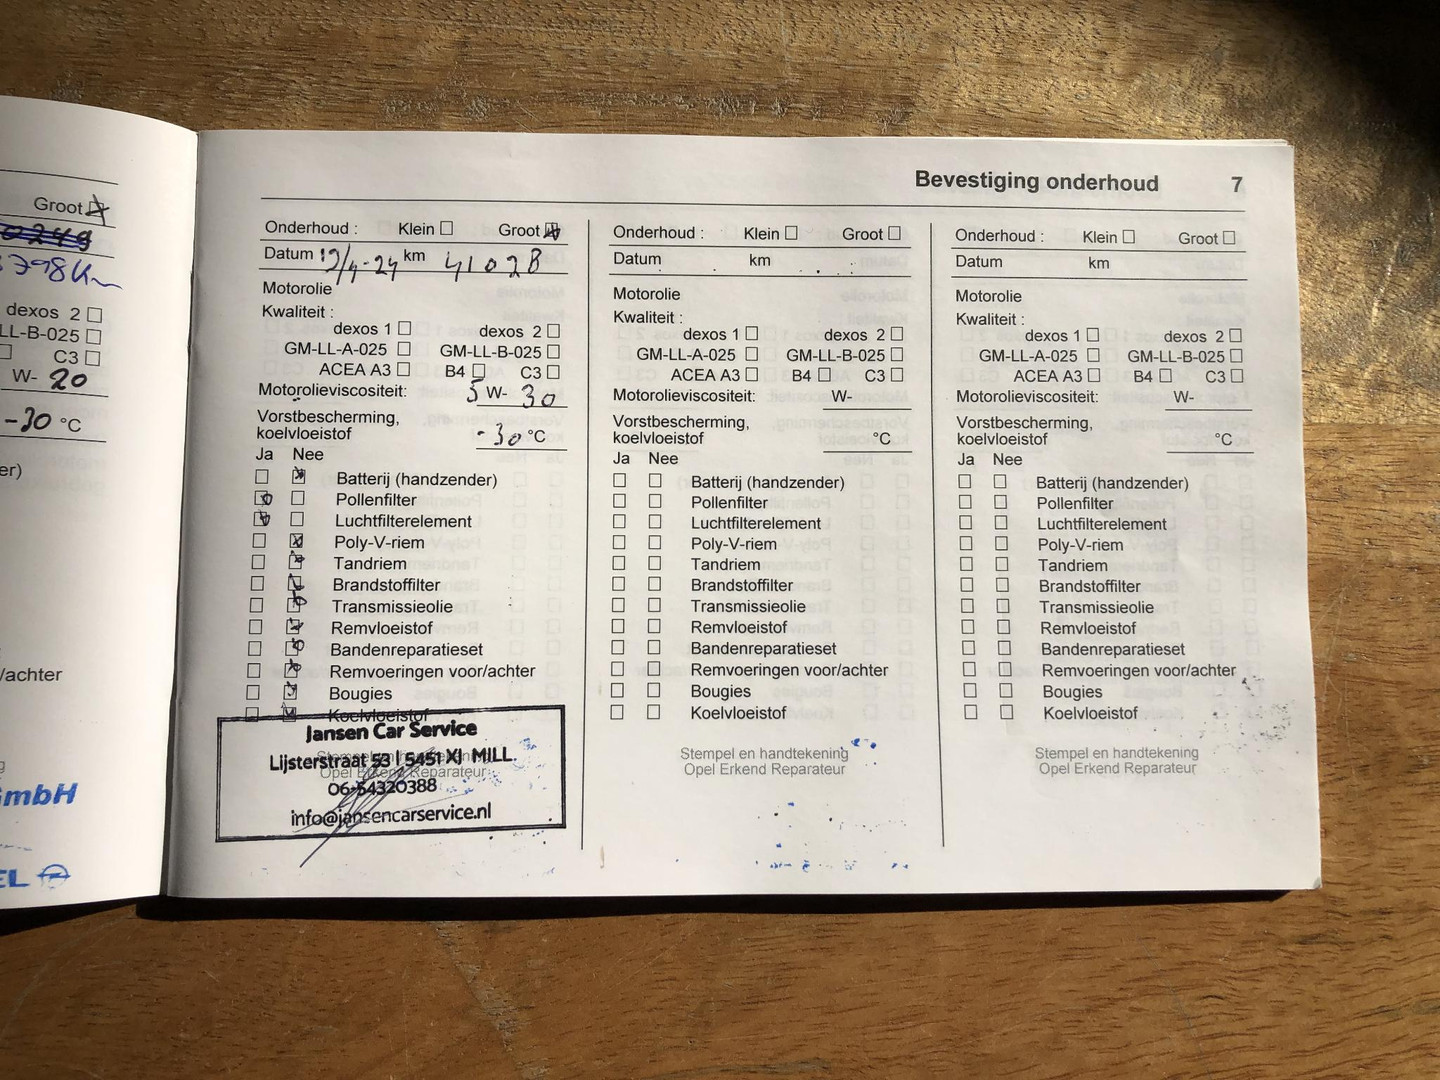 Groot
798Km
dexos 2
LL-B-025
C3
W- 20
-30 °C
er)
/achter
GmbH
EL
Bevestiging onderhoud 7
Onderhoud : Klein Groot
Datum 12/4-24 km 41028
Motorolie
Kwaliteit :
dexos 1 dexos 2
GM-LL-A-025 GM-LL-B-025
ACEA A3 B4 C3
Motorolieviscositeit: 5 W- 30
Vorstbescherming,
koelvloeistof -30 °C
Ja Nee
Batterij (handzender)
Pollenfilter
Luchtfilterelement
Poly-V-riem
Tandriem
Brandstoffilter
Transmissieolie
Remvloeistof
Bandenreparatieset
Remvoeringen voor/achter
Bougies
Koelvloeistof
Stempel en handtekening
Opel Erkend Reparateur
Jansen Car Service
Lijsterstraat 53 | 5451 XJ MILL.
06-54320388
info@jansencarservice.nl
Onderhoud : Klein Groot
Datum km
Motorolie
Kwaliteit :
dexos 1 dexos 2
GM-LL-A-025 GM-LL-B-025
ACEA A3 B4 C3
Motorolieviscositeit: W-
Vorstbescherming,
koelvloeistof °C
Ja Nee
Batterij (handzender)
Pollenfilter
Luchtfilterelement
Poly-V-riem
Tandriem
Brandstoffilter
Transmissieolie
Remvloeistof
Bandenreparatieset
Remvoeringen voor/achter
Bougies
Koelvloeistof
Stempel en handtekening
Opel Erkend Reparateur
Onderhoud : Klein Groot
Datum km
Motorolie
Kwaliteit :
dexos 1 dexos 2
GM-LL-A-025 GM-LL-B-025
ACEA A3 B4 C3
Motorolieviscositeit: W-
Vorstbescherming,
koelvloeistof °C
Ja Nee
Batterij (handzender)
Pollenfilter
Luchtfilterelement
Poly-V-riem
Tandriem
Brandstoffilter
Transmissieolie
Remvloeistof
Bandenreparatieset
Remvoeringen voor/achter
Bougies
Koelvloeistof
Stempel en handtekening
Opel Erkend Reparateur